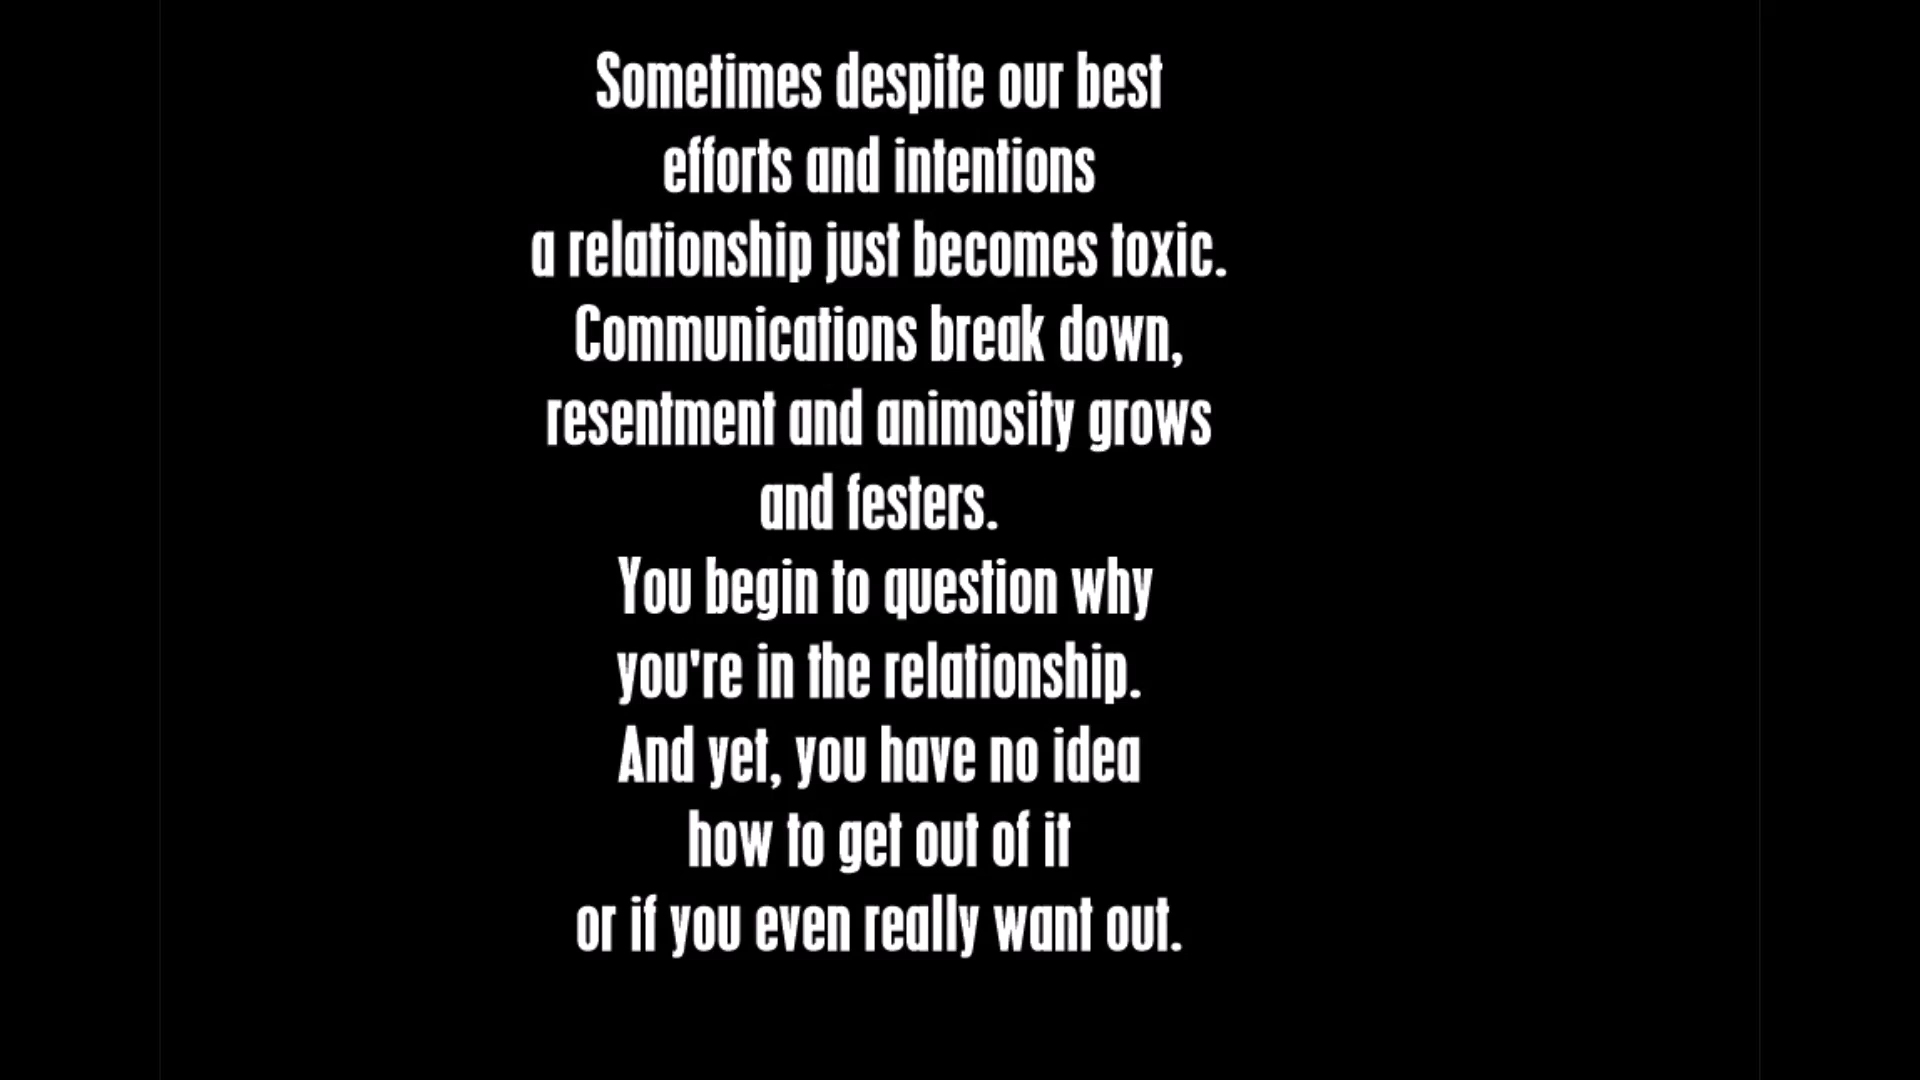 Sometimes despite our best
efforts and intentions
a relationship just becomes toxic.
Communications break down,
resentment and animosity grows
and festers.
You begin to question why
you're in the relationship.
And yet, you have no idea
how to get out of it
or if you even really want out.